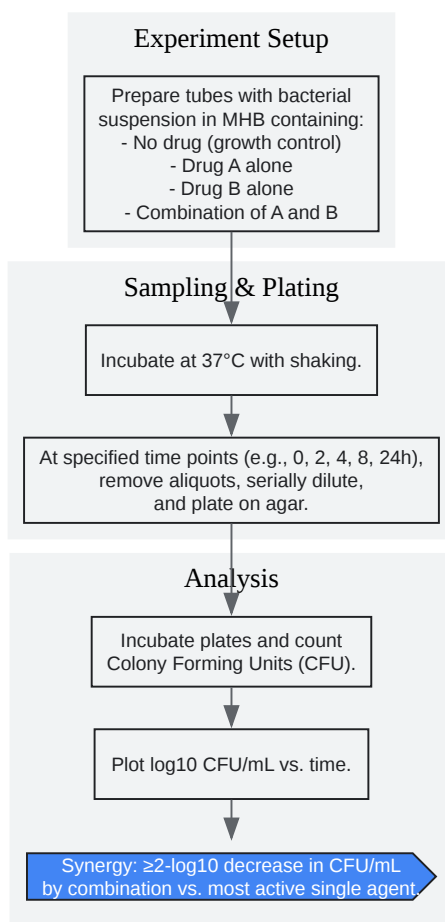 Experiment Setup
Prepare tubes with bacterial
suspension in MHB containing:
- No drug (growth control)
- Drug A alone
- Drug B alone
- Combination of A and B
Sampling & Plating
Incubate at 37°C with shaking.
At specified time points (e.g., 0, 2, 4, 8, 24h),
remove aliquots, serially dilute,
and plate on agar.
Analysis
Incubate plates and count
Colony Forming Units (CFU).
Plot log10 CFU/mL vs. time.
Synergy: ≥2-log10 decrease in CFU/mL
by combination vs. most active single agent.